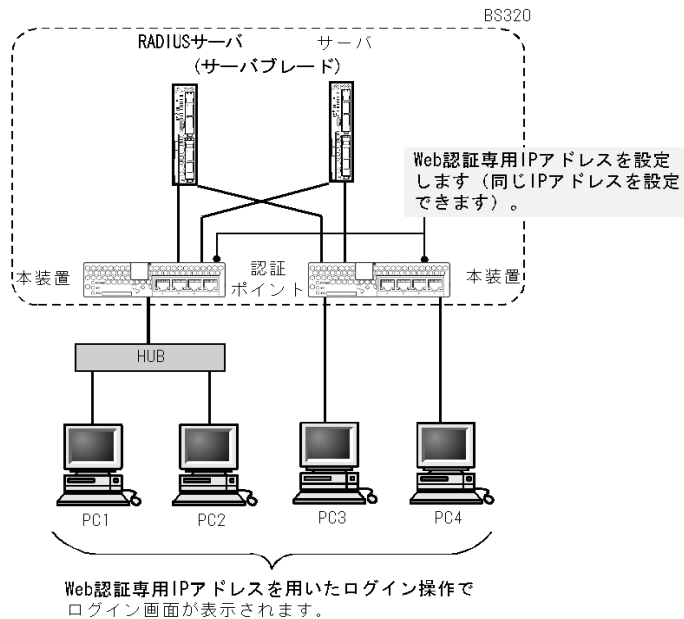 BS320
RADIUSサーバ
サーバ
(サーバブレード)
Web認証専用IPアドレスを設定
します（同じIPアドレスを設定
できます）。
本装置
認証
ポイント
本装置
HUB
PC1
PC2
PC3
PC4
Web認証専用IPアドレスを用いたログイン操作で
ログイン画面が表示されます。